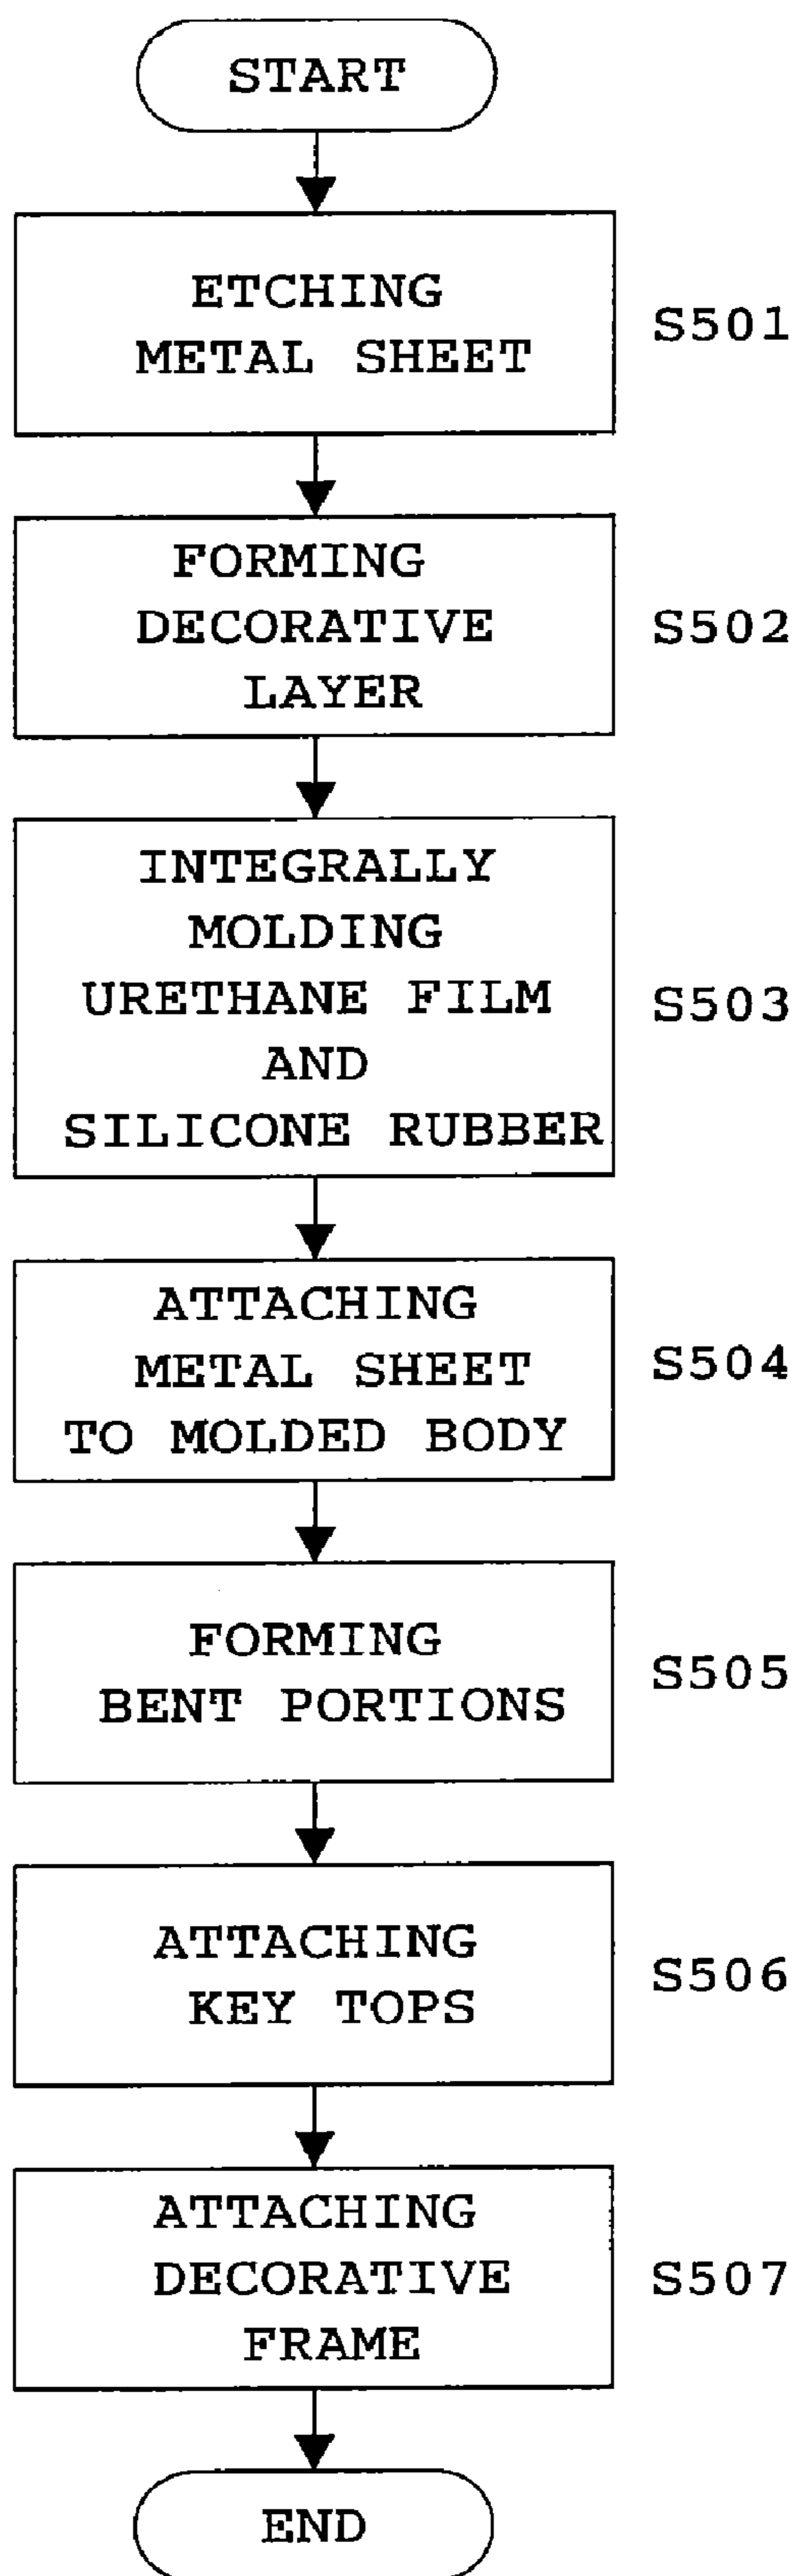 START
ETCHING
METAL SHEET
S501
FORMING
DECORATIVE
LAYER
S502
INTEGRALLY
MOLDING
URETHANE FILM
AND
SILICONE RUBBER
S503
ATTACHING
METAL SHEET
TO MOLDED BODY
S504
FORMING
BENT PORTIONS
S505
ATTACHING
KEY TOPS
S506
ATTACHING
DECORATIVE
FRAME
S507
END